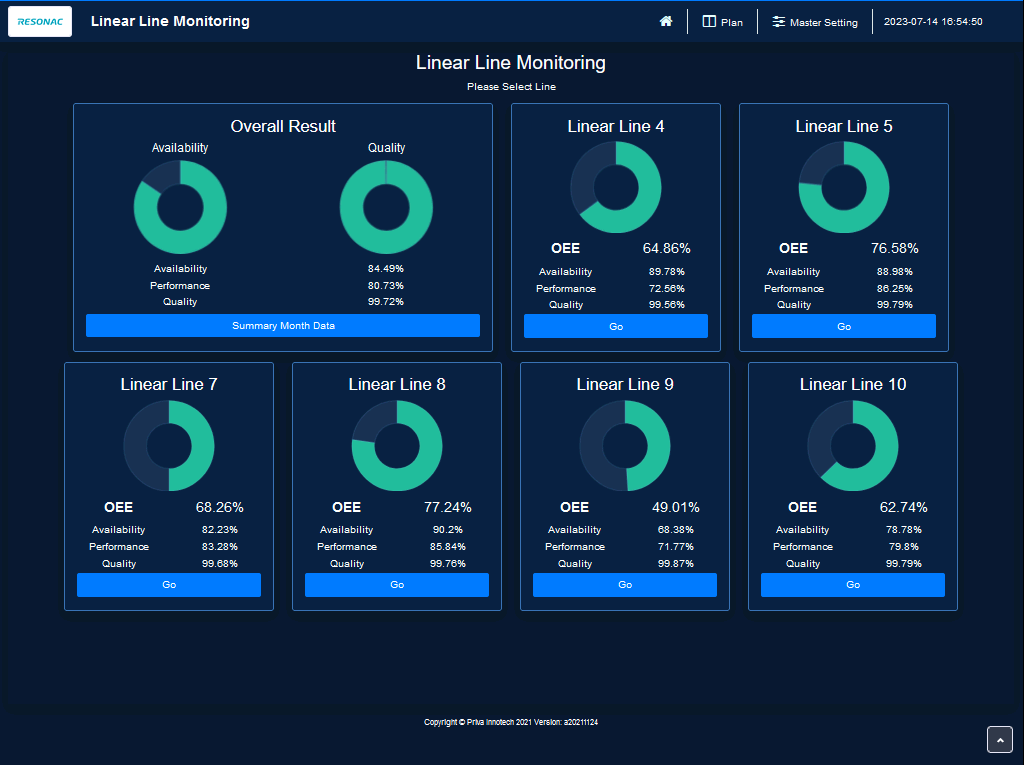 RESONAC Linear Line Monitoring Plan Master Setting 2023-07-14 16:54:50
Linear Line Monitoring
Please Select Line
Overall Result
Availability Quality
Availability 84.49%
Performance 80.73%
Quality 99.72%
Summary Month Data
Linear Line 4
OEE 64.86%
Availability 89.78%
Performance 72.56%
Quality 99.56%
Go
Linear Line 5
OEE 76.58%
Availability 88.98%
Performance 86.25%
Quality 99.79%
Go
Linear Line 7
OEE 68.26%
Availability 82.23%
Performance 83.28%
Quality 99.68%
Go
Linear Line 8
OEE 77.24%
Availability 90.2%
Performance 85.84%
Quality 99.76%
Go
Linear Line 9
OEE 49.01%
Availability 68.38%
Performance 71.77%
Quality 99.87%
Go
Linear Line 10
OEE 62.74%
Availability 78.78%
Performance 79.8%
Quality 99.79%
Go
Copyright © Priva Innotech 2021 Version: a20211124